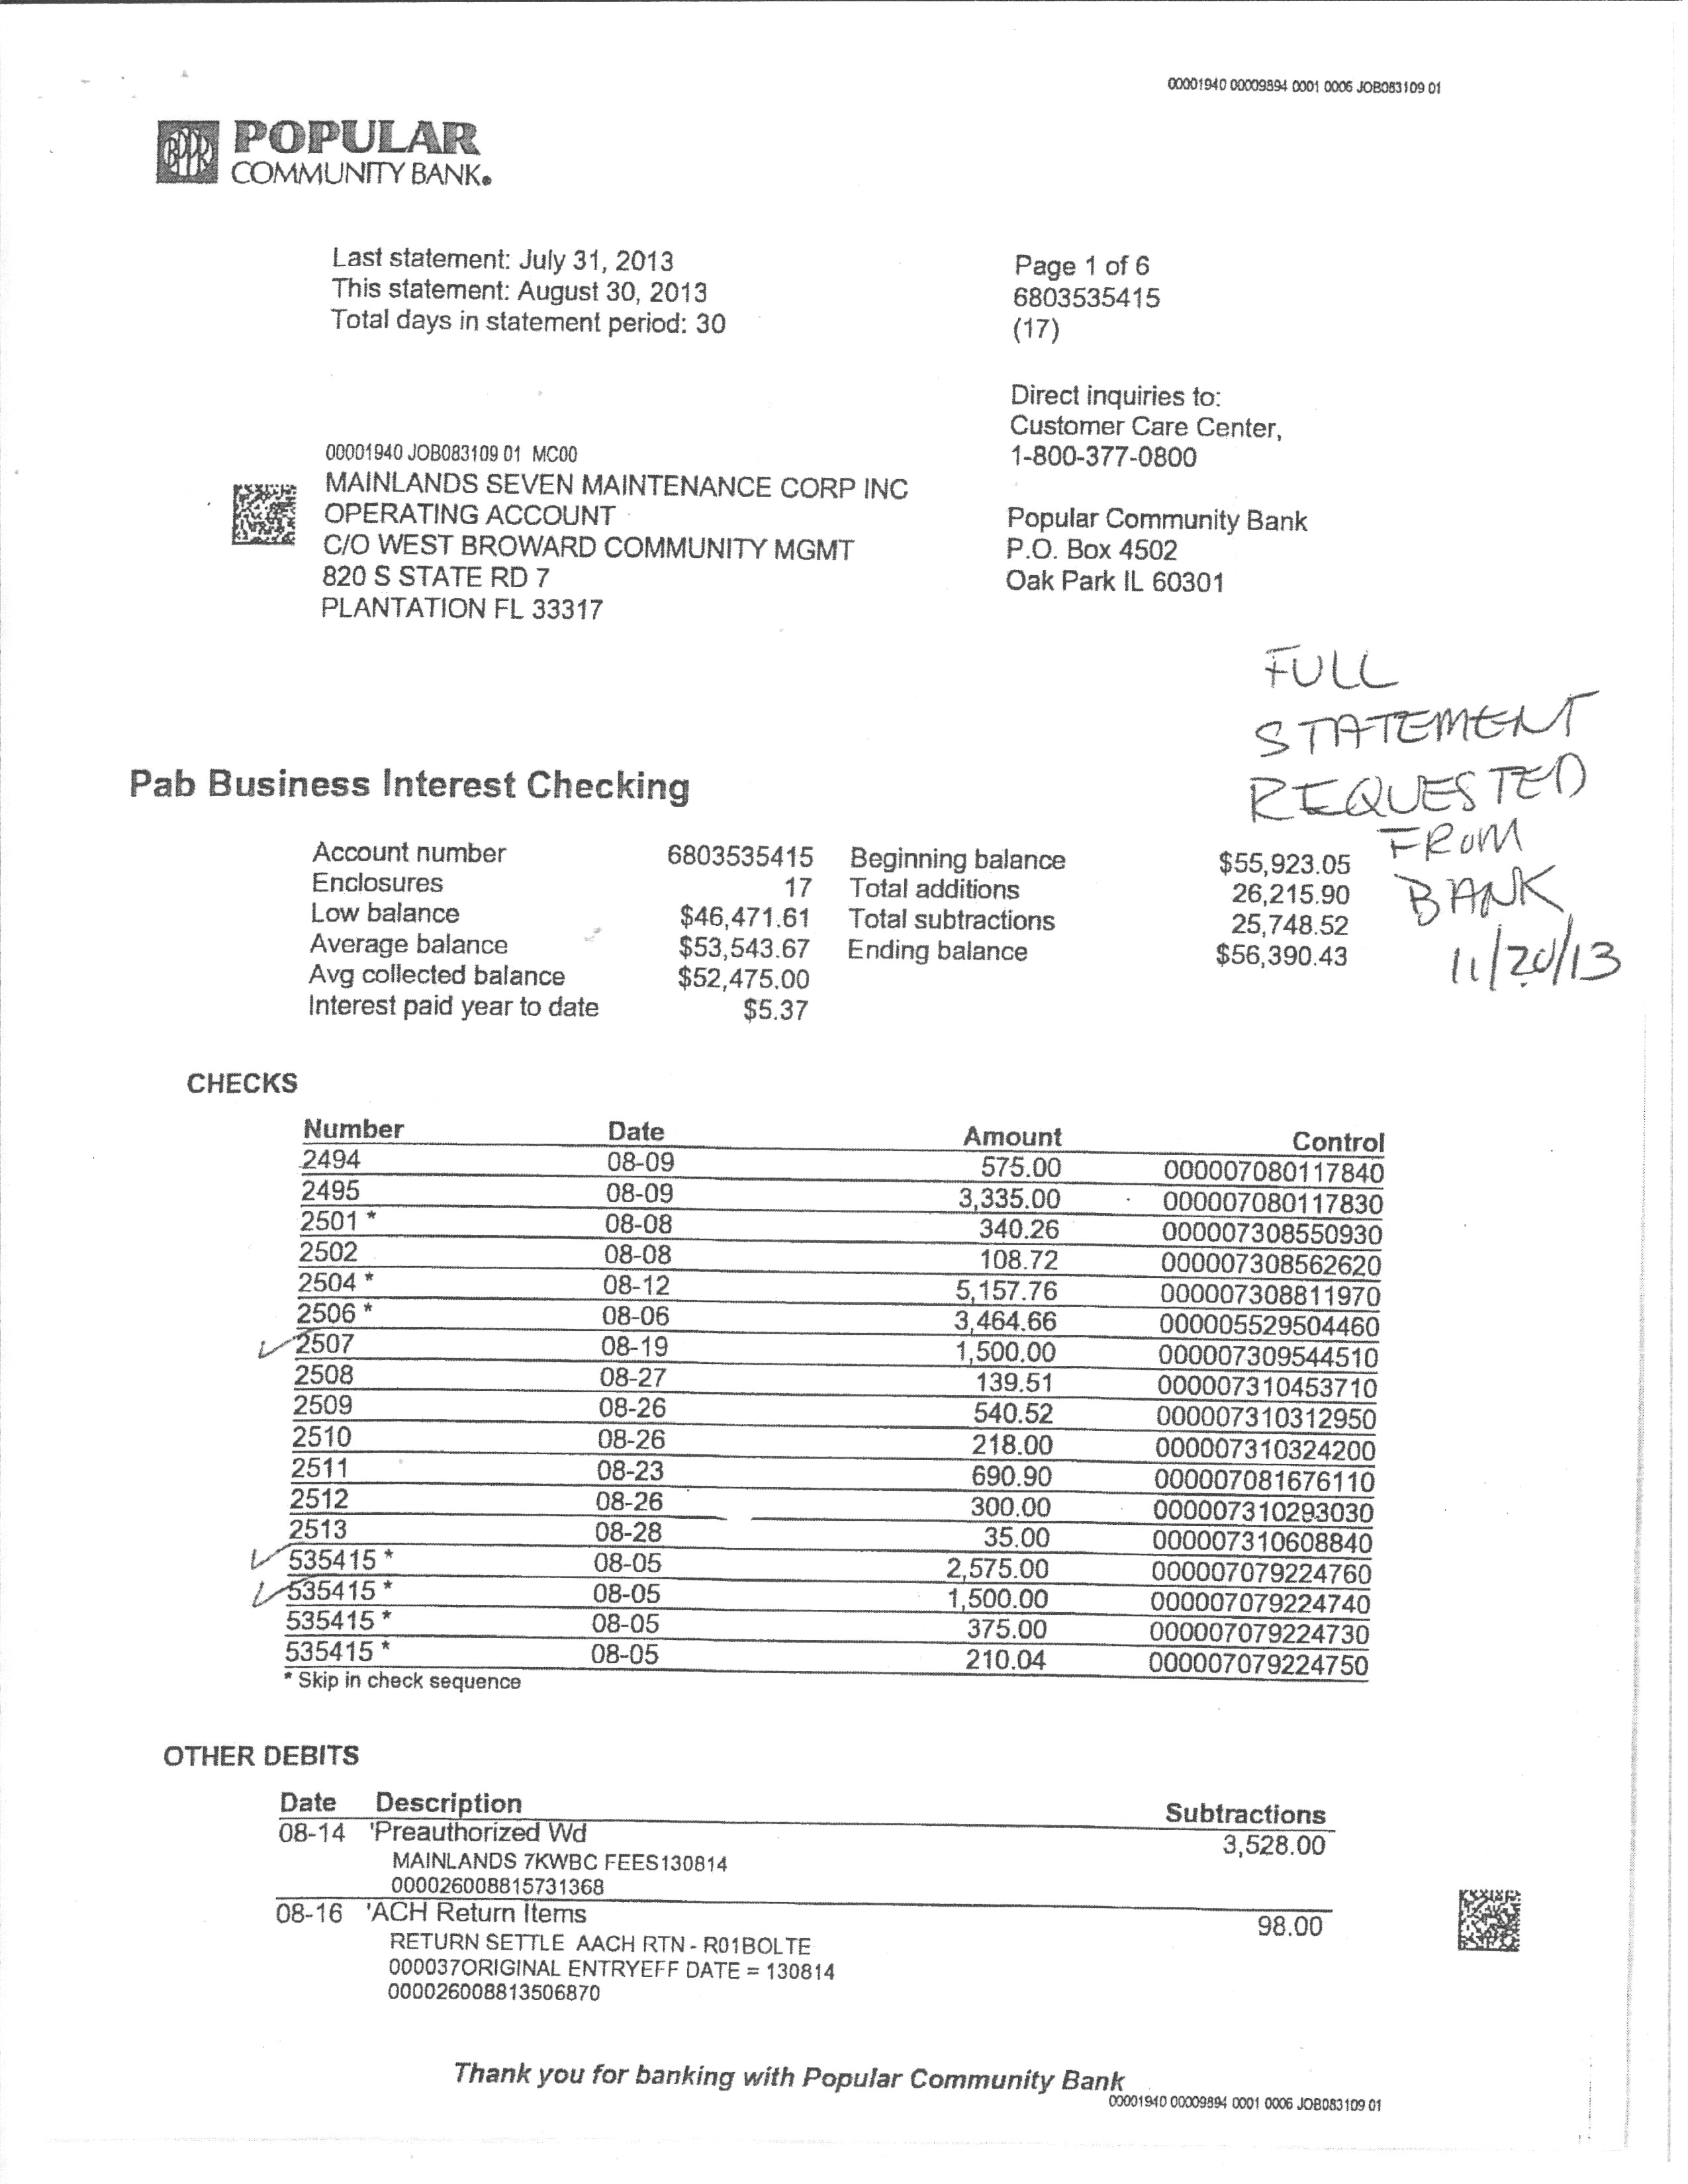 00001940 00009894 0001 0006 JOB083109 01
BPPR
POPULAR
COMMUNITY BANK.
Last statement: July 31, 2013
This statement: August 30, 2013
Total days in statement period: 30
Page 1 of 6
6803535415
(17)
Direct inquiries to:
Customer Care Center,
1-800-377-0800
00001940 JOB083109 01 MC00
MAINLANDS SEVEN MAINTENANCE CORP INC
OPERATING ACCOUNT
C/O WEST BROWARD COMMUNITY MGMT
820 S STATE RD 7
PLANTATION FL 33317
Popular Community Bank
P.O. Box 4502
Oak Park IL 60301
FULL
STATEMENT
REQUESTED
FROM
BANK
11/20/13
Pab Business Interest Checking
Account number 6803535415 Beginning balance $55,923.05
Enclosures 17 Total additions 26,215.90
Low balance $46,471.61 Total subtractions 25,748.52
Average balance $53,543.67 Ending balance $56,390.43
Avg collected balance $52,475.00
Interest paid year to date $5.37
CHECKS
Number Date Amount Control
2494 08-09 575.00 000007080117840
2495 08-09 3,335.00 000007080117830
2501 * 08-08 340.26 000007308550930
2502 08-08 108.72 000007308562620
2504 * 08-12 5,157.76 000007308811970
2506 * 08-06 3,464.66 000005529504460
2507 08-19 1,500.00 000007309544510
2508 08-27 139.51 000007310453710
2509 08-26 540.52 000007310312950
2510 08-26 218.00 000007310324200
2511 08-23 690.90 000007081676110
2512 08-26 300.00 000007310293030
2513 08-28 35.00 000007310608840
535415 * 08-05 2,575.00 000007079224760
535415 * 08-05 1,500.00 000007079224740
535415 * 08-05 375.00 000007079224730
535415 * 08-05 210.04 000007079224750
* Skip in check sequence
OTHER DEBITS
Date Description Subtractions
08-14 'Preauthorized Wd 3,528.00
MAINLANDS 7KWBC FEES130814
000026008815731368
08-16 'ACH Return Items 98.00
RETURN SETTLE AACH RTN - R01BOLTE
000037ORIGINAL ENTRYEFF DATE = 130814
000026008813506870
Thank you for banking with Popular Community Bank
00001940 00009894 0001 0006 JOB083109 01